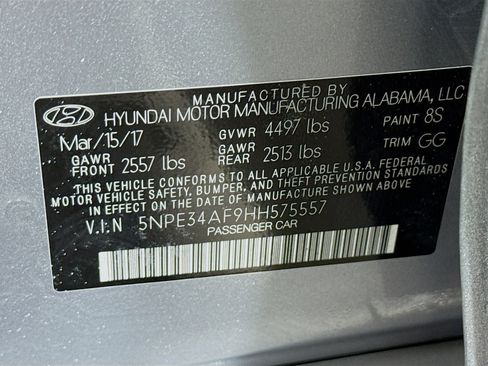 MANUFACTURED BY
HYUNDAI MOTOR MANUFACTURING ALABAMA, LLC
Mar/15/17 GVWR 4497 lbs PAINT 8S
GAWR FRONT 2557 lbs GAWR REAR 2513 lbs TRIM GG
THIS VEHICLE CONFORMS TO ALL APPLICABLE U.S.A. FEDERAL
MOTOR VEHICLE SAFETY, BUMPER, AND THEFT PREVENTION
STANDARDS IN EFFECT ON THE DATE OF MANUFACTURE SHOWN ABOVE.
V.I.N 5NPE34AF9HH575557
PASSENGER CAR